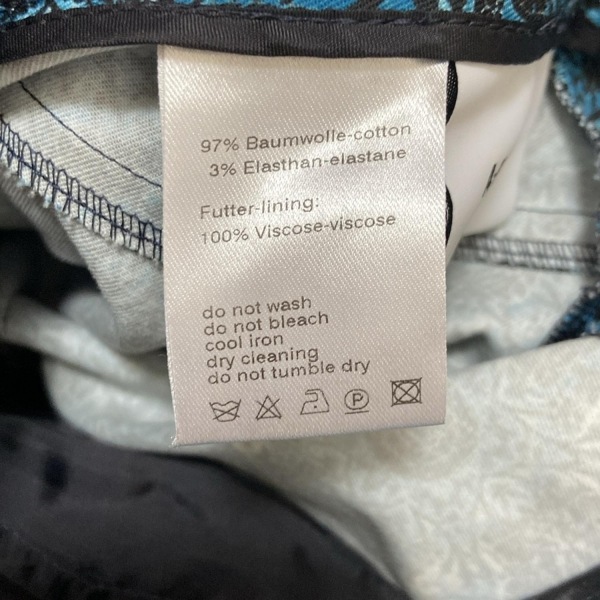 97% Baumwolle-cotton
3% Elasthan-elastane
Futter-lining:
100% Viscose-viscose
do not wash
do not bleach
cool iron
dry cleaning
do not tumble dry
P